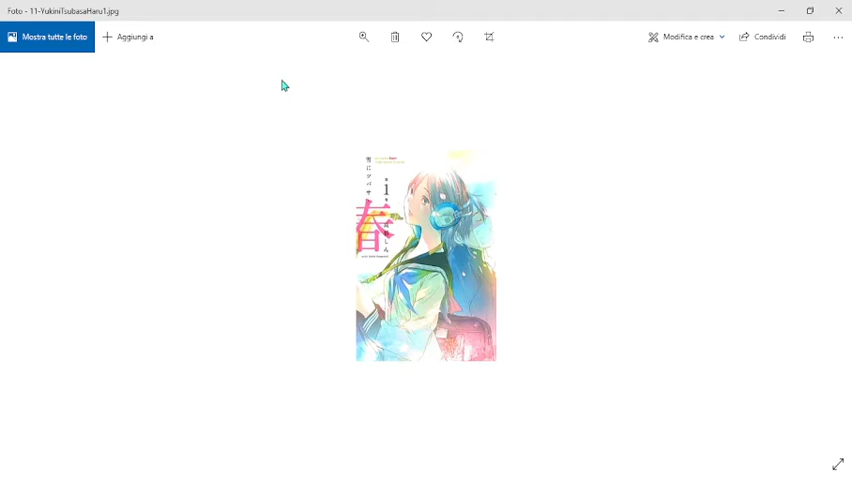 Foto - 11-YukiniTsubasaHaru1.jpg
Mostra tutte le foto
Aggiungi a
Modifica e crea
Condividi
雪にツバサ
1
春